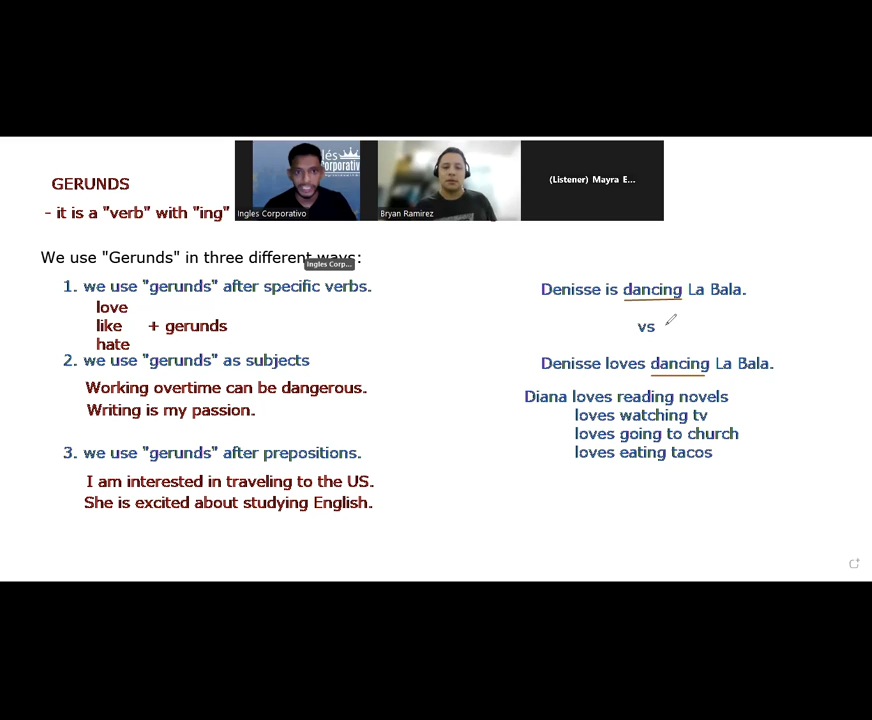 GERUNDS
- it is a "verb" with "ing"
lés
Corporativo
Ingles Corporativo
Bryan Ramirez
(Listener) Mayra E...
We use "Gerunds" in three different ways:
Ingles Corp...
1. we use "gerunds" after specific verbs.
love
like + gerunds
hate
2. we use "gerunds" as subjects
Working overtime can be dangerous.
Writing is my passion.
3. we use "gerunds" after prepositions.
I am interested in traveling to the US.
She is excited about studying English.
Denisse is dancing La Bala.
vs
Denisse loves dancing La Bala.
Diana loves reading novels
loves watching tv
loves going to church
loves eating tacos